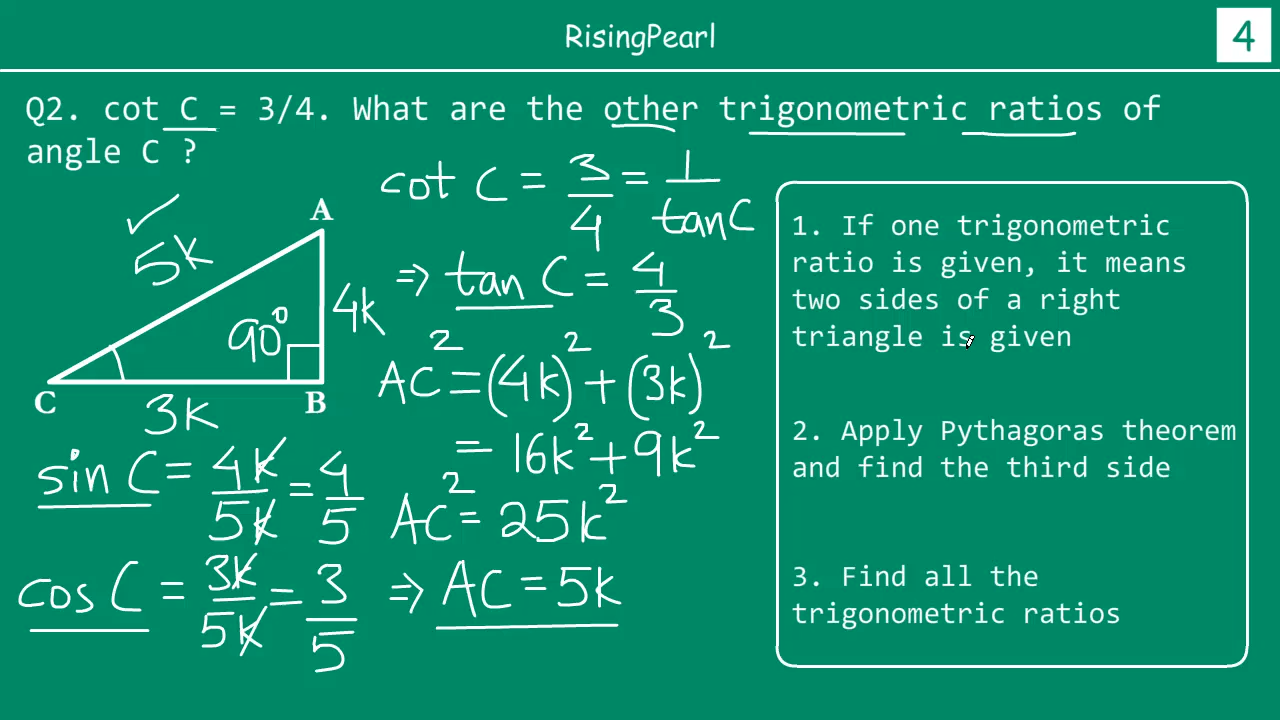 RisingPearl
4
Q2. cot C = 3/4. What are the other trigonometric ratios of
angle C ?
cot C = 3/4 = 1/tan C
⇒ tan C = 4/3
A
5k
90°
4k
C
B
3k
AC² = (4k)² + (3k)²
= 16k² + 9k²
AC² = 25k²
⇒ AC = 5k
sin C = 4k/5k = 4/5
cos C = 3k/5k = 3/5
1. If one trigonometric
ratio is given, it means
two sides of a right
triangle is given
2. Apply Pythagoras theorem
and find the third side
3. Find all the
trigonometric ratios